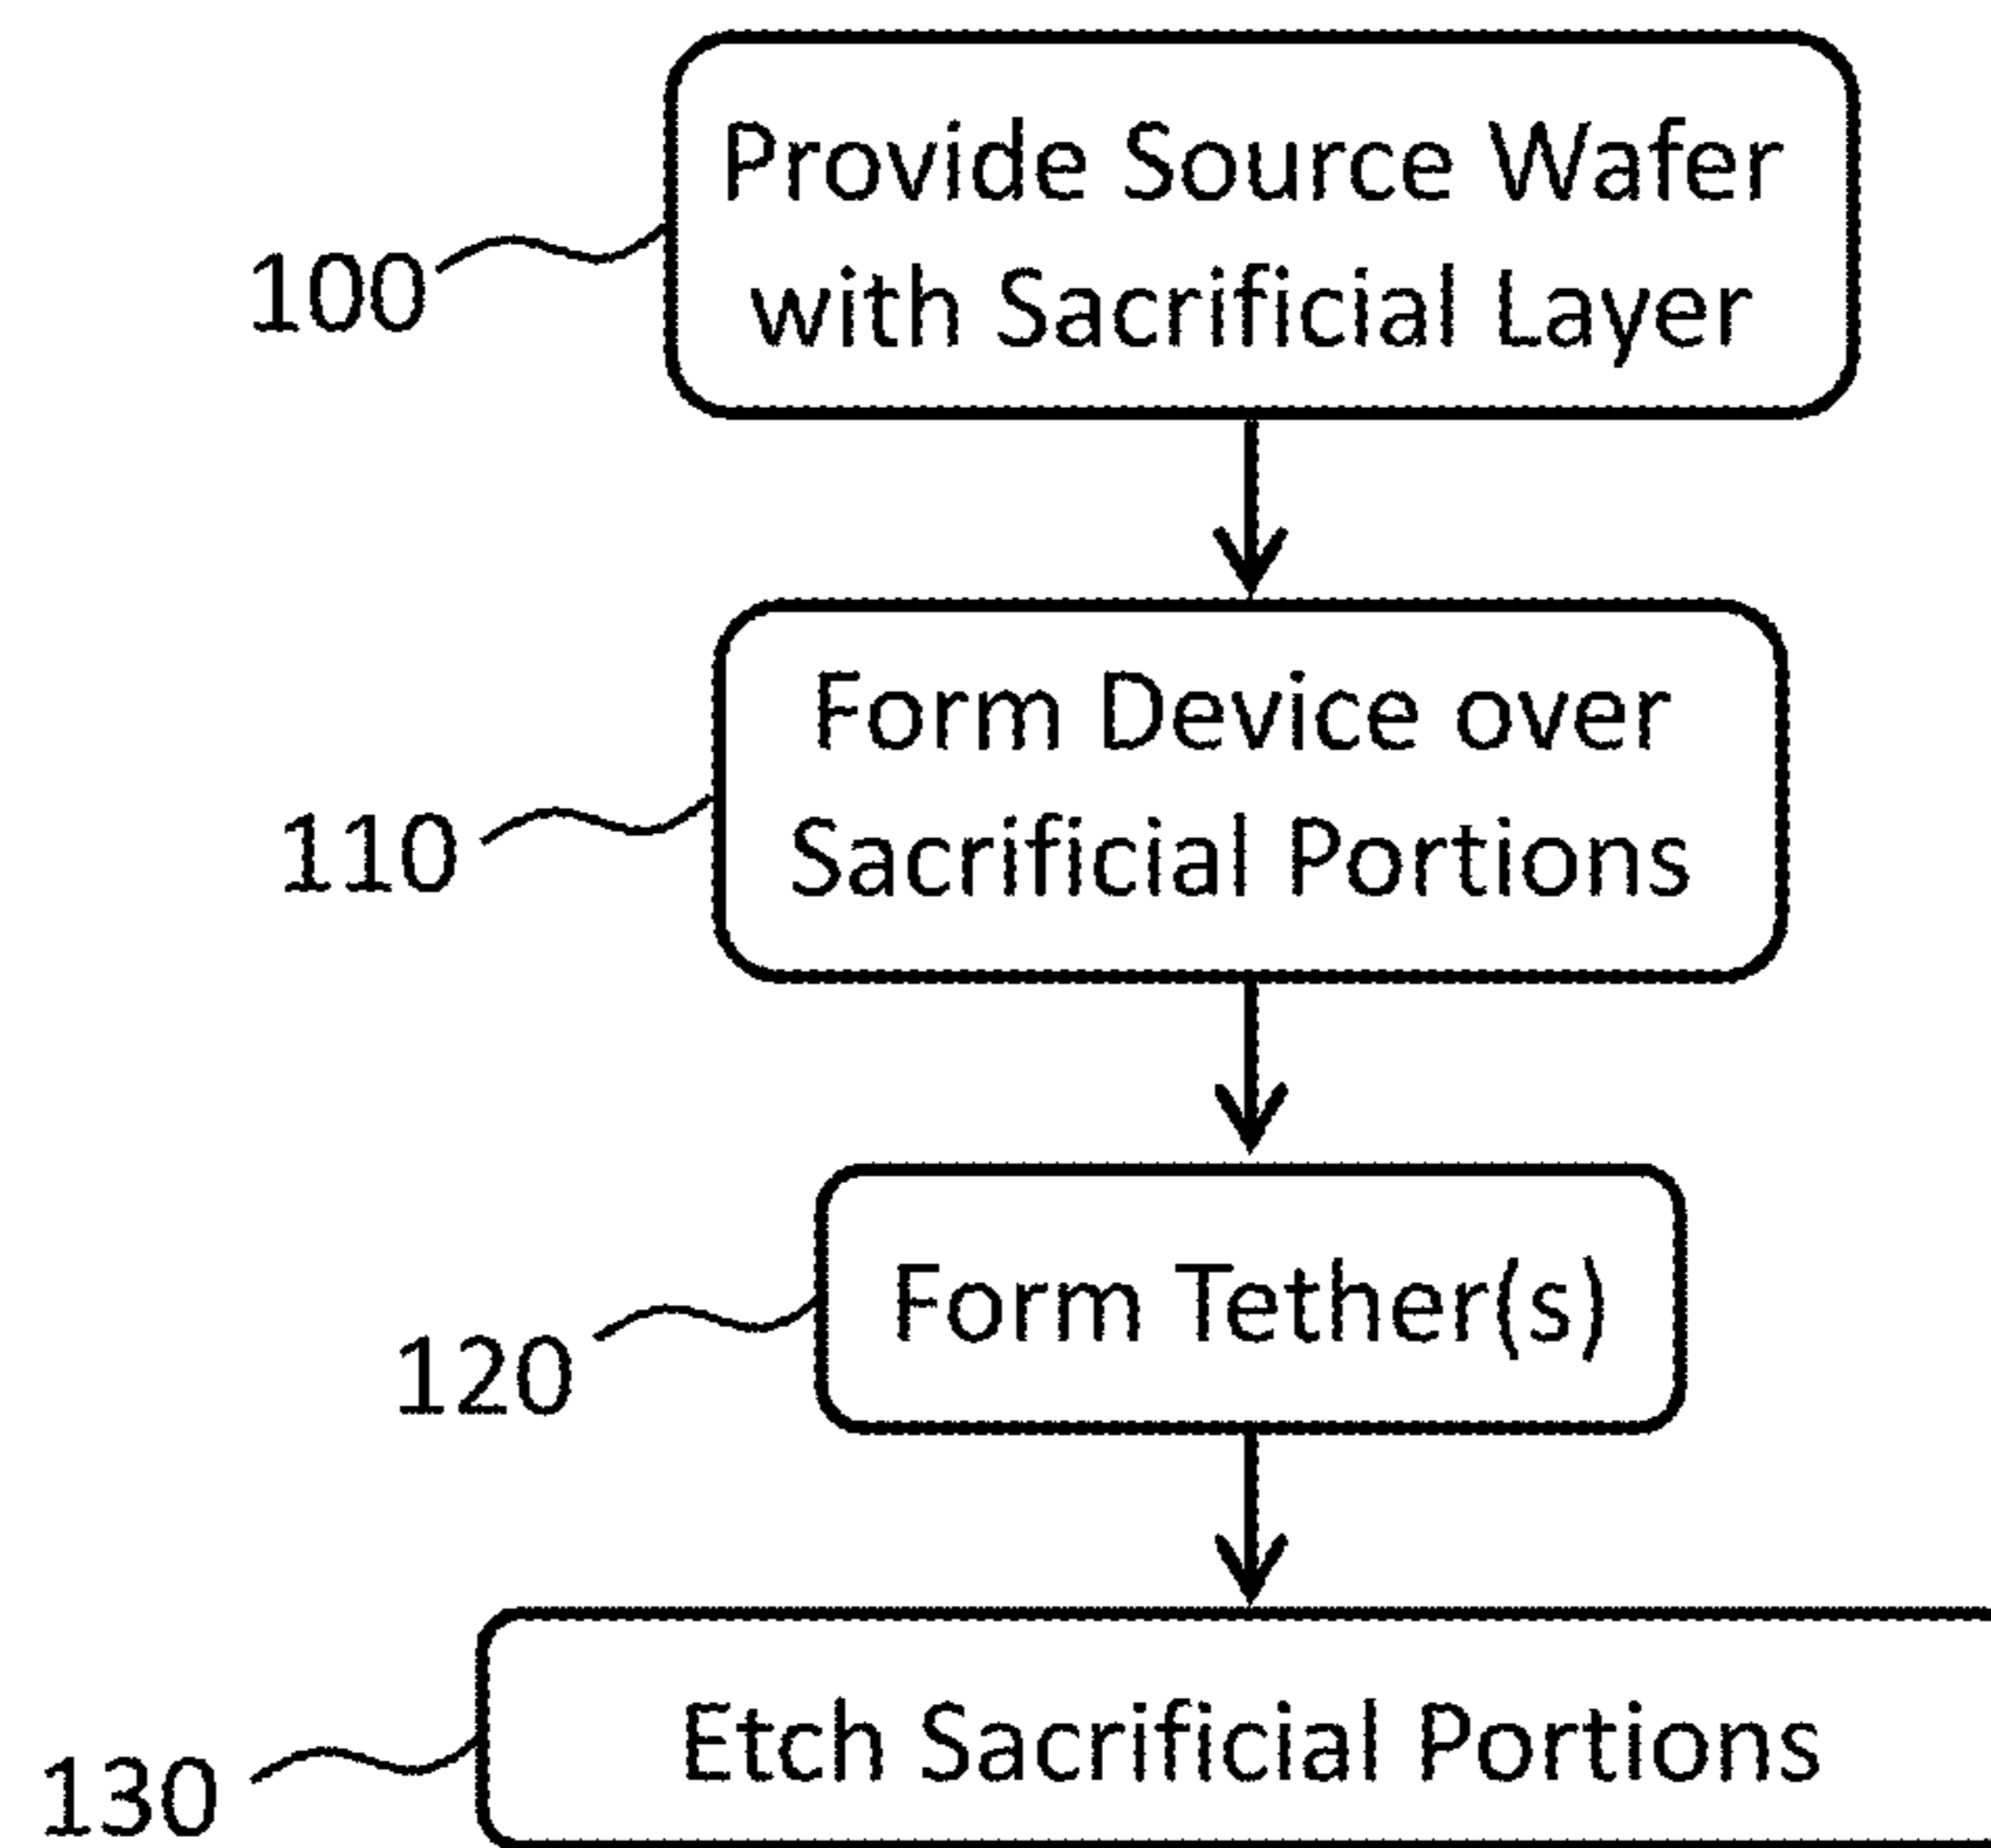 Provide Source Wafer
with Sacrificial Layer
100
Form Device over
Sacrificial Portions
110
Form Tether(s)
120
Etch Sacrificial Portions
130